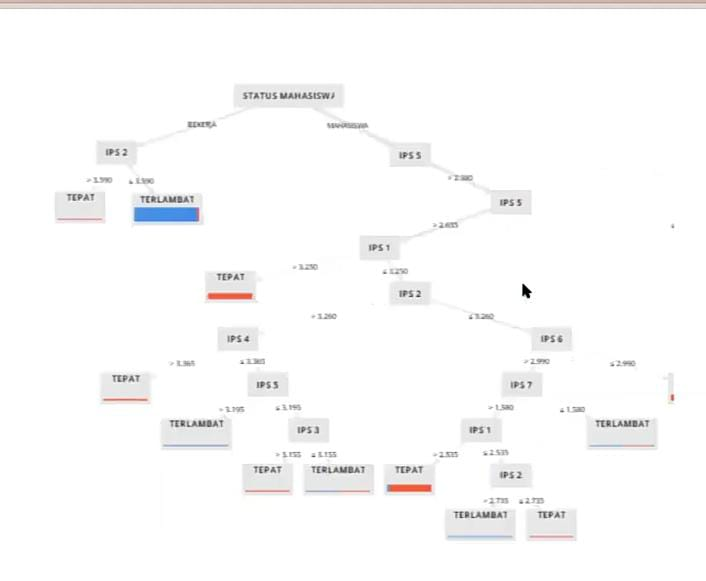 STATUS MAHASISWA
BEKERJA
MAHASISWA
IPS 2
IPS 5
> 3.590
≤ 3.590
> 2.980
TEPAT
TERLAMBAT
IPS 5
> 2.635
IPS 1
> 3.250
≤ 3.250
TEPAT
IPS 2
> 3.260
≤ 3.260
IPS 4
IPS 6
> 3.365
≤ 3.365
> 2.990
≤ 2.990
TEPAT
IPS 5
IPS 7
> 3.195
≤ 3.195
> 1.580
≤ 1.580
TERLAMBAT
IPS 3
IPS 1
TERLAMBAT
> 3.155
≤ 3.155
> 2.535
≤ 2.535
TEPAT
TERLAMBAT
TEPAT
IPS 2
> 2.735
≤ 2.735
TERLAMBAT
TEPAT